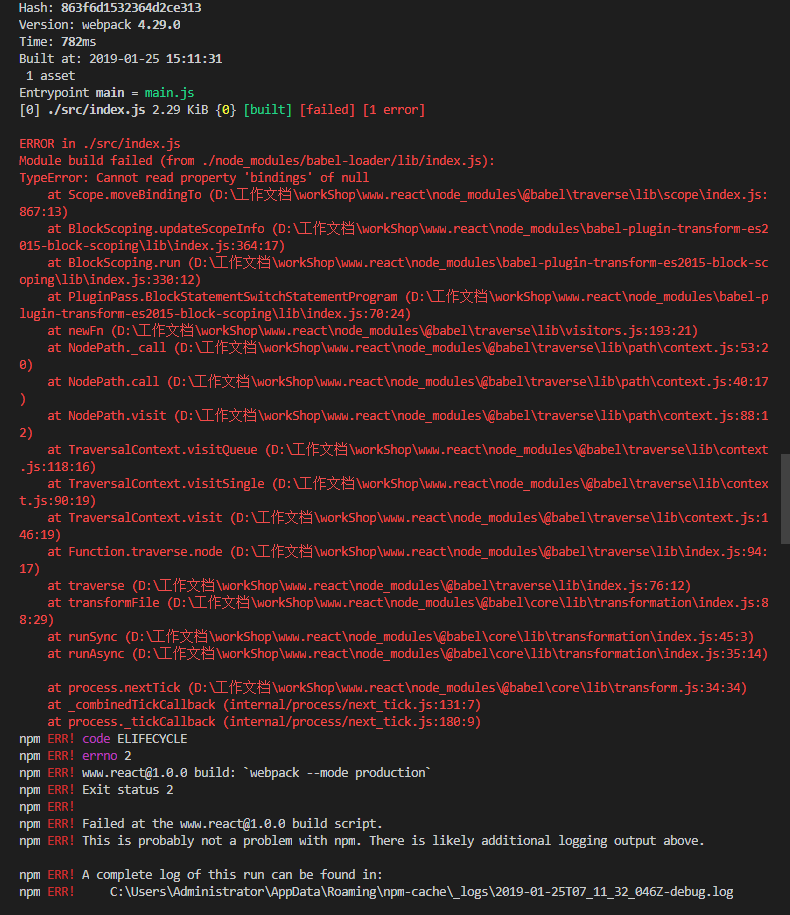 Hash: 863f6d1532364d2ce313
Version: webpack 4.29.0
Time: 782ms
Built at: 2019-01-25 15:11:31
 1 asset
Entrypoint main = main.js
[0] ./src/index.js 2.29 KiB {0} [built] [failed] [1 error]

ERROR in ./src/index.js
Module build failed (from ./node_modules/babel-loader/lib/index.js):
TypeError: Cannot read property 'bindings' of null
    at Scope.moveBindingTo (D:\工作文档\workShop\www.react\node_modules\@babel\traverse\lib\scope\index.js:
867:13)
    at BlockScoping.updateScopeInfo (D:\工作文档\workShop\www.react\node_modules\babel-plugin-transform-es2
015-block-scoping\lib\index.js:364:17)
    at BlockScoping.run (D:\工作文档\workShop\www.react\node_modules\babel-plugin-transform-es2015-block-sc
oping\lib\index.js:330:12)
    at PluginPass.BlockStatementSwitchStatementProgram (D:\工作文档\workShop\www.react\node_modules\babel-p
lugin-transform-es2015-block-scoping\lib\index.js:70:24)
    at newFn (D:\工作文档\workShop\www.react\node_modules\@babel\traverse\lib\visitors.js:193:21)
    at NodePath._call (D:\工作文档\workShop\www.react\node_modules\@babel\traverse\lib\path\context.js:53:2
0)
    at NodePath.call (D:\工作文档\workShop\www.react\node_modules\@babel\traverse\lib\path\context.js:40:17
)
    at NodePath.visit (D:\工作文档\workShop\www.react\node_modules\@babel\traverse\lib\path\context.js:88:1
2)
    at TraversalContext.visitQueue (D:\工作文档\workShop\www.react\node_modules\@babel\traverse\lib\context
.js:118:16)
    at TraversalContext.visitSingle (D:\工作文档\workShop\www.react\node_modules\@babel\traverse\lib\contex
t.js:90:19)
    at TraversalContext.visit (D:\工作文档\workShop\www.react\node_modules\@babel\traverse\lib\context.js:1
46:19)
    at Function.traverse.node (D:\工作文档\workShop\www.react\node_modules\@babel\traverse\lib\index.js:94:
17)
    at traverse (D:\工作文档\workShop\www.react\node_modules\@babel\traverse\lib\index.js:76:12)
    at transformFile (D:\工作文档\workShop\www.react\node_modules\@babel\core\lib\transformation\index.js:8
8:29)
    at runSync (D:\工作文档\workShop\www.react\node_modules\@babel\core\lib\transformation\index.js:45:3)
    at runAsync (D:\工作文档\workShop\www.react\node_modules\@babel\core\lib\transformation\index.js:35:14)

    at process.nextTick (D:\工作文档\workShop\www.react\node_modules\@babel\core\lib\transform.js:34:34)
    at _combinedTickCallback (internal/process/next_tick.js:131:7)
    at process._tickCallback (internal/process/next_tick.js:180:9)
npm ERR! code ELIFECYCLE
npm ERR! errno 2
npm ERR! www.react@1.0.0 build: `webpack --mode production`
npm ERR! Exit status 2
npm ERR!
npm ERR! Failed at the www.react@1.0.0 build script.
npm ERR! This is probably not a problem with npm. There is likely additional logging output above.

npm ERR! A complete log of this run can be found in:
npm ERR!     C:\Users\Administrator\AppData\Roaming\npm-cache\_logs\2019-01-25T07_11_32_046Z-debug.log